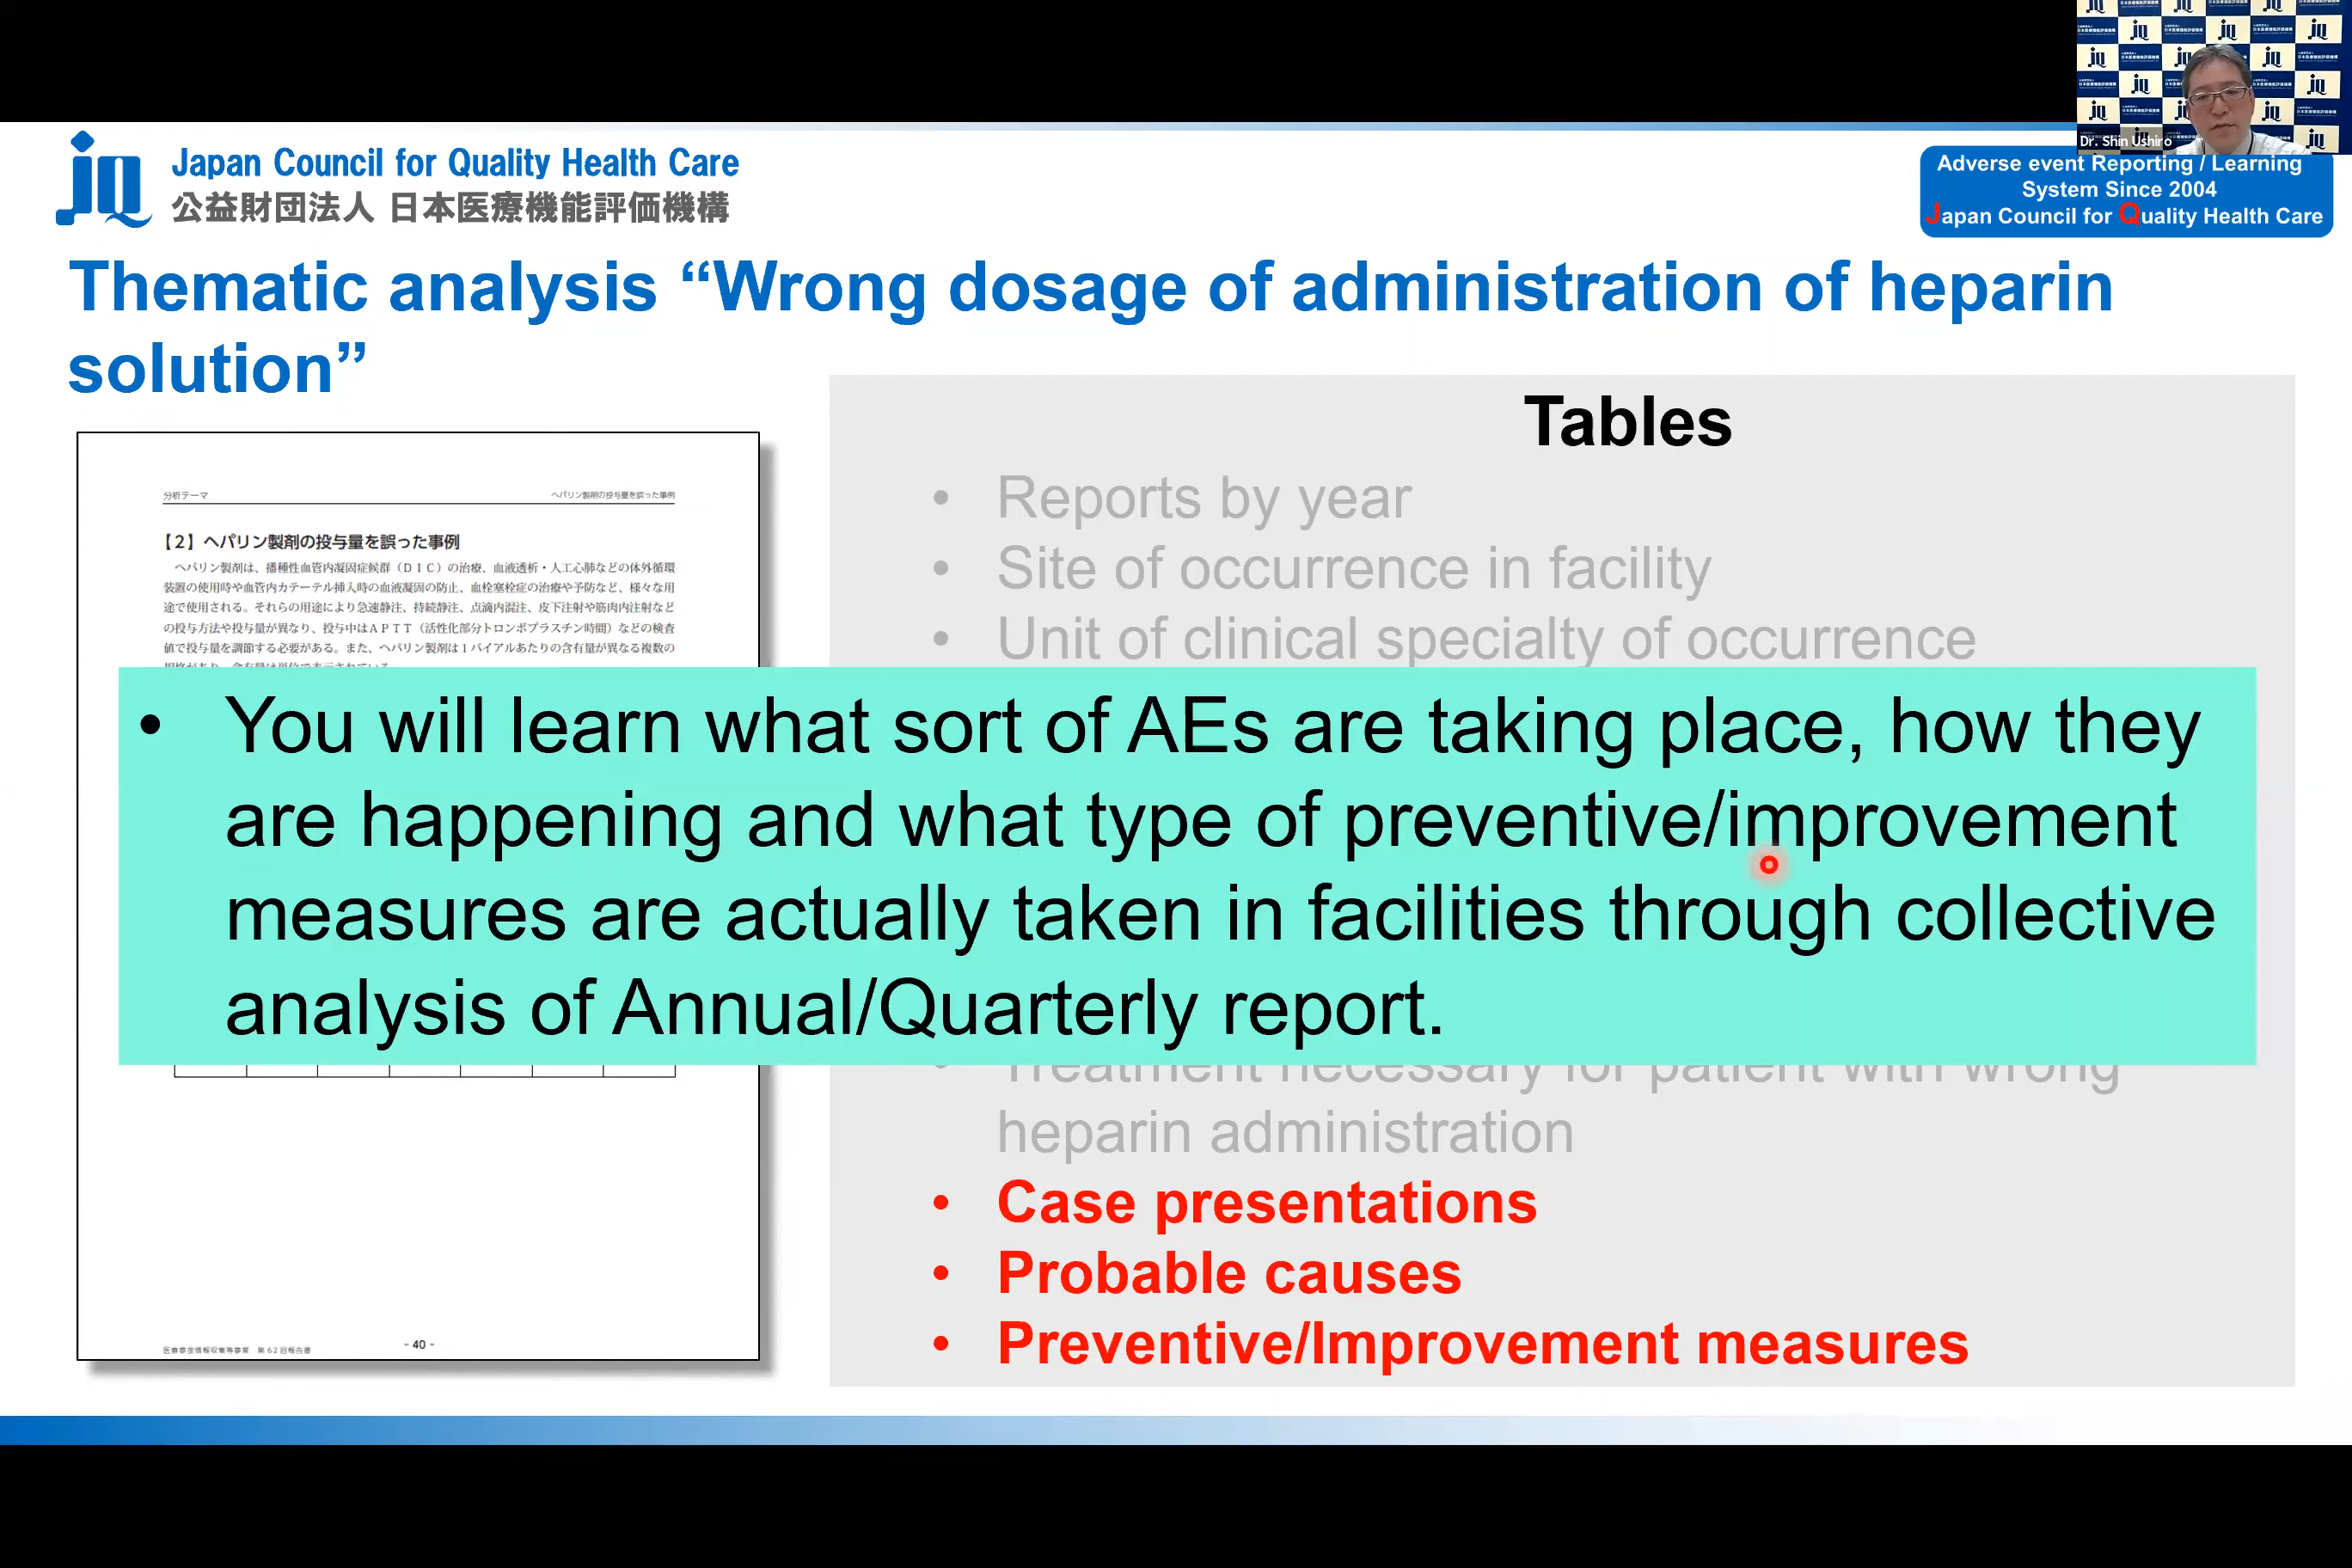 Dr. Shin Ushiro
Japan Council for Quality Health Care
公益財団法人 日本医療機能評価機構
Adverse event Reporting / Learning
System Since 2004
Japan Council for Quality Health Care
Thematic analysis “Wrong dosage of administration of heparin
solution”
分析テーマ
ヘパリン製剤の投与量を誤った事例
【2】ヘパリン製剤の投与量を誤った事例
ヘパリン製剤は、播種性血管内凝固症候群（DIC）の治療、血液透析・人工心肺などの体外循環
装置の使用時や血管内カテーテル挿入時の血液凝固の防止、血栓塞栓症の治療や予防など、様々な用
途で使用される。それらの用途により急速静注、持続静注、点滴内混注、皮下注射や筋肉内注射など
の投与方法や投与量が異なり、投与中はAPTT（活性化部分トロンボプラスチン時間）などの検査
値で投与量を調節する必要がある。また、ヘパリン製剤は1バイアルあたりの含有量が異なる複数の
Tables
• Reports by year
• Site of occurrence in facility
• Unit of clinical specialty of occurrence
• You will learn what sort of AEs are taking place, how they
are happening and what type of preventive/improvement
measures are actually taken in facilities through collective
analysis of Annual/Quarterly report.
• Treatment necessary for patient with wrong
heparin administration
• Case presentations
• Probable causes
• Preventive/Improvement measures
医療事故情報収集等事業 第62回報告書
- 40 -